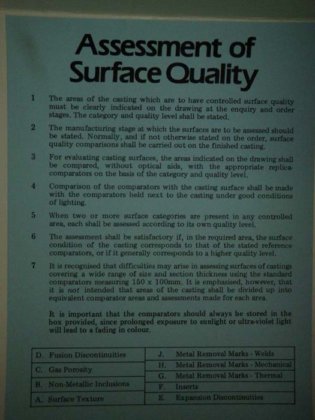 Assessment of
Surface Quality
1 The areas of the casting which are to have controlled surface quality
must be clearly indicated on the drawing at the enquiry and order
stages. The category and quality level shall be stated.
2 The manufacturing stage at which the surfaces are to be assessed should
be stated. Normally, and if not otherwise stated on the order, surface
quality comparisons shall be carried out on the finished casting.
3 For evaluating casting surfaces, the areas indicated on the drawing shall
be compared, without optical aids, with the appropriate replica
comparators on the basis of the category and quality level.
4 Comparison of the comparators with the casting surface shall be made
with the comparators held next to the casting under good conditions
of lighting.
5 When two or more surface categories are present in any controlled
area, each shall be assessed according to its own quality level.
6 The assessment shall be satisfactory if, in the required area, the surface
condition of the casting corresponds to that of the stated reference
comparators, or if it generally corresponds to a higher quality level.
7 It is recognised that difficulties may arise in assessing surfaces of castings
covering a wide range of size and section thickness using the standard
comparators measuring 150 x 100mm. It is emphasised, however, that
it is not intended that areas of the casting shall be divided up into
equivalent comparator areas and assessments made for each area.
It is important that the comparators should always be stored in the
box provided, since prolonged exposure to sunlight or ultra-violet light
will lead to a fading in colour.
D. Fusion Discontinuities
C. Gas Porosity
B. Non-Metallic Inclusions
A. Surface Texture
J. Metal Removal Marks - Welds
H. Metal Removal Marks - Mechanical
G. Metal Removal Marks - Thermal
F. Inserts
E. Expansion Discontinuities